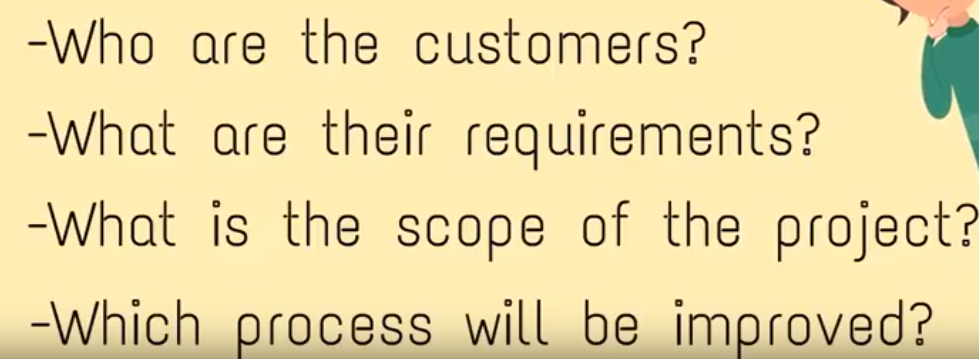 -Who are the customers?
-What are their requirements?
-What is the scope of the project?
-Which process will be improved?